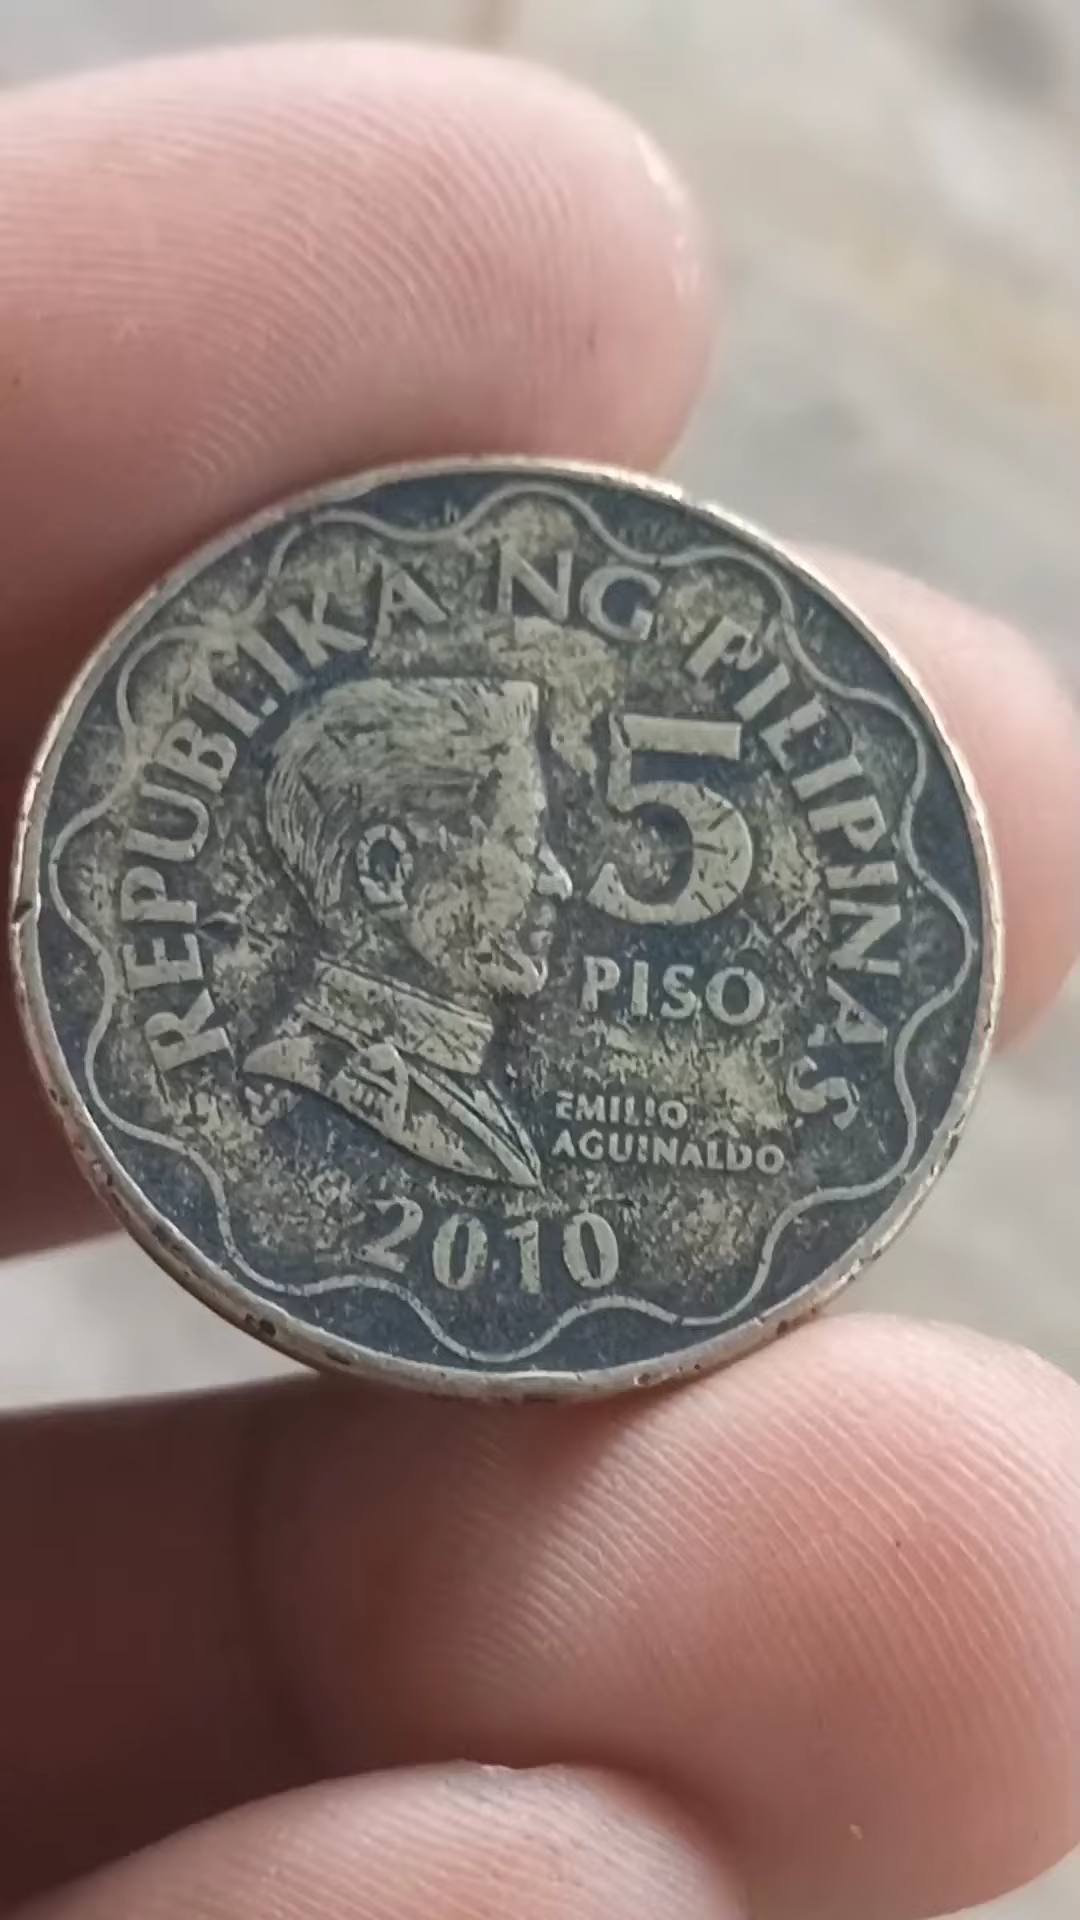 REPUBLIKA NG PILIPINAS
5
PISO
EMILIO
AGUINALDO
2010